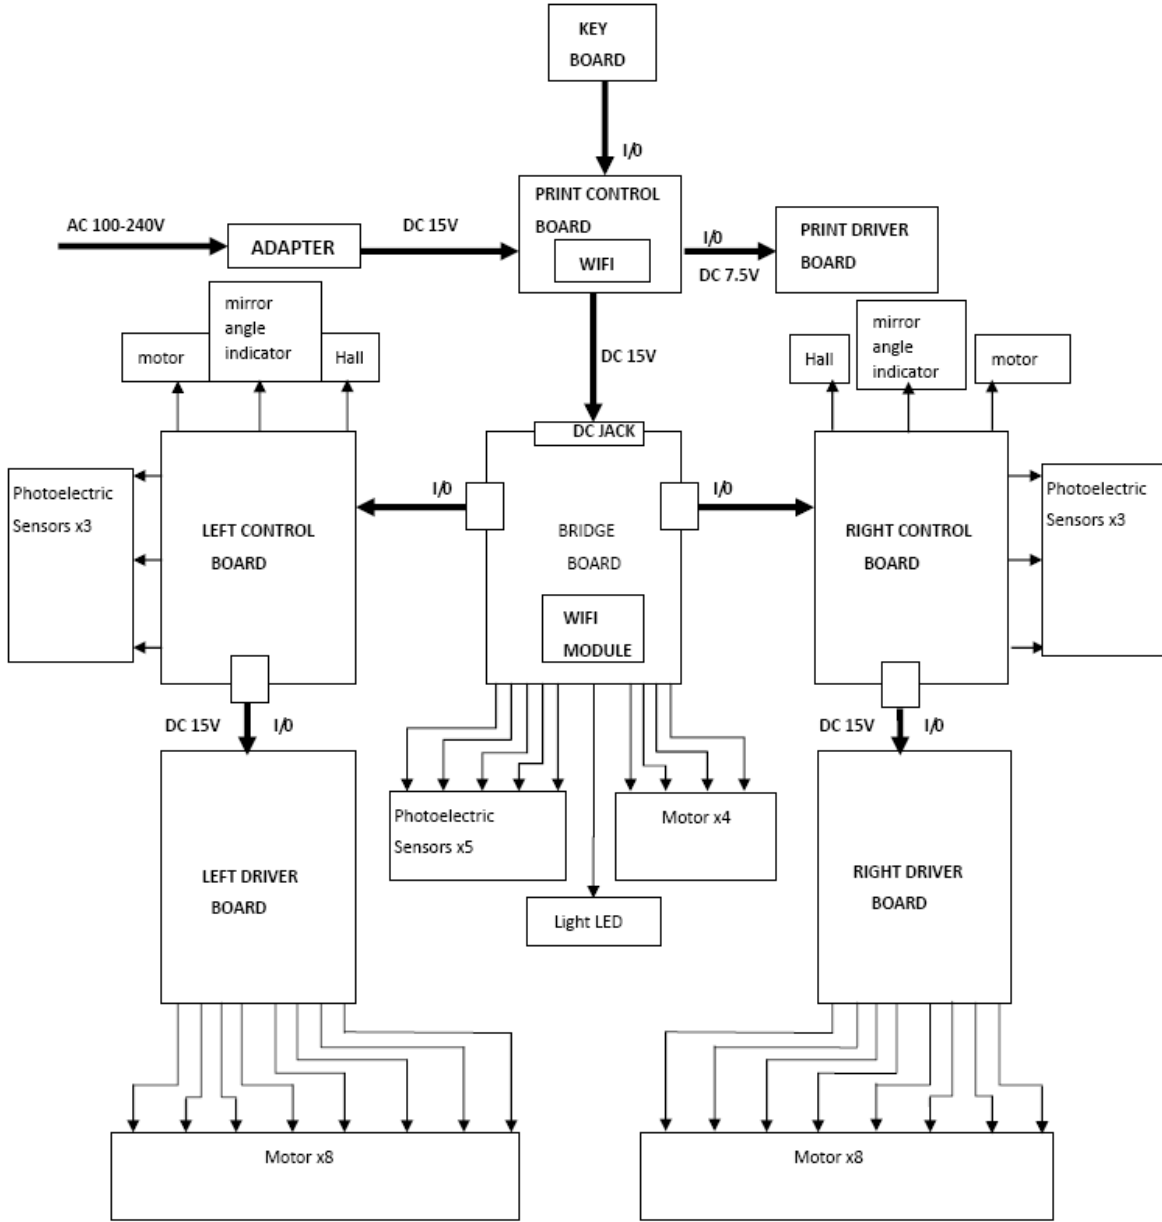 KEY
BOARD
I/0
PRINT CONTROL
BOARD
WIFI
AC 100-240V
ADAPTER
DC 15V
I/0
DC 7.5V
PRINT DRIVER
BOARD
mirror
angle
indicator
motor
Hall
DC 15V
Hall
mirror
angle
indicator
motor
DC JACK
Photoelectric
Sensors x3
LEFT CONTROL
BOARD
I/0
BRIDGE
BOARD
WIFI
MODULE
I/0
RIGHT CONTROL
BOARD
Photoelectric
Sensors x3
DC 15V
I/0
DC 15V
I/0
Photoelectric
Sensors x5
Motor x4
Light LED
LEFT DRIVER
BOARD
RIGHT DRIVER
BOARD
Motor x8
Motor x8